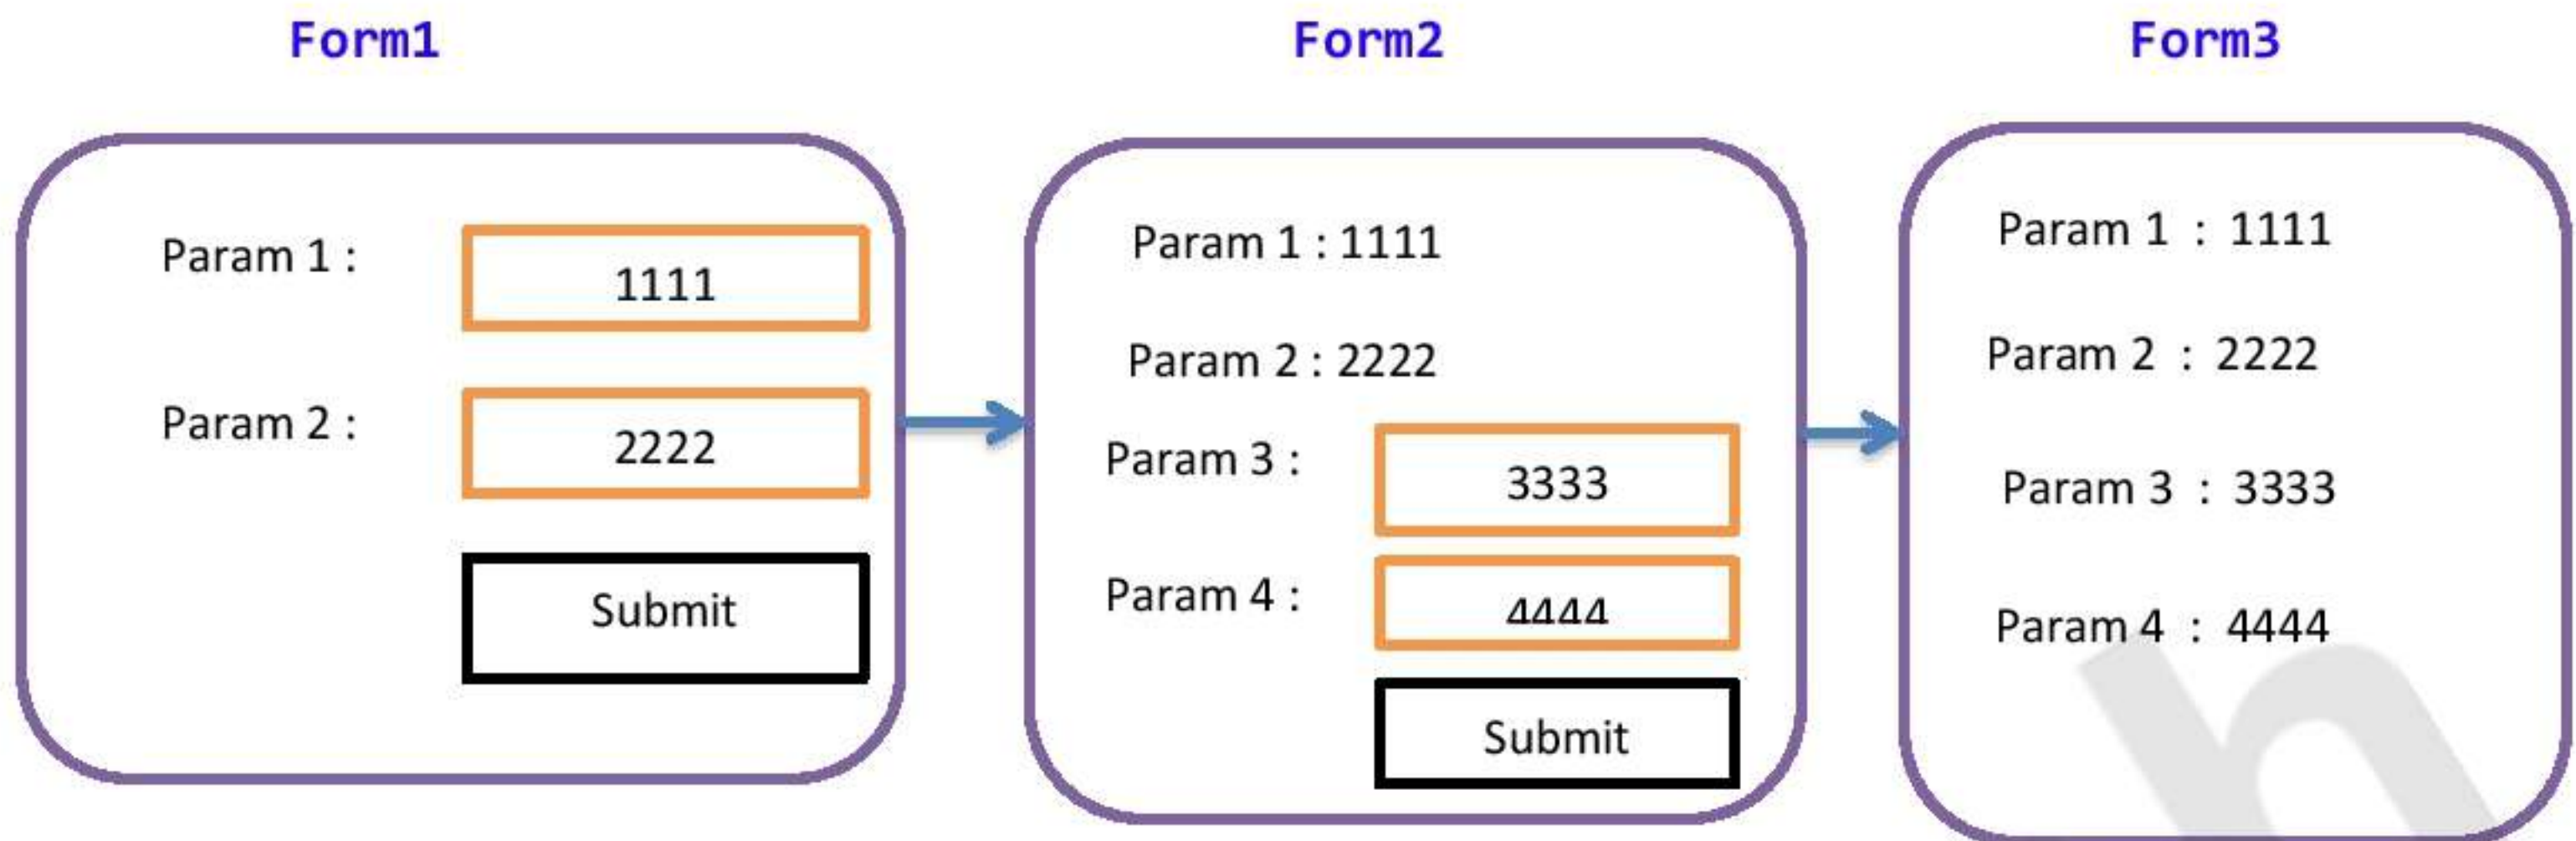 Form1
Param 1 :
1111
Param 2 :
2222
Submit
Form2
Param 1 : 1111
Param 2 : 2222
Param 3 :
3333
Param 4 :
4444
Submit
Form3
Param 1 : 1111
Param 2 : 2222
Param 3 : 3333
Param 4 : 4444